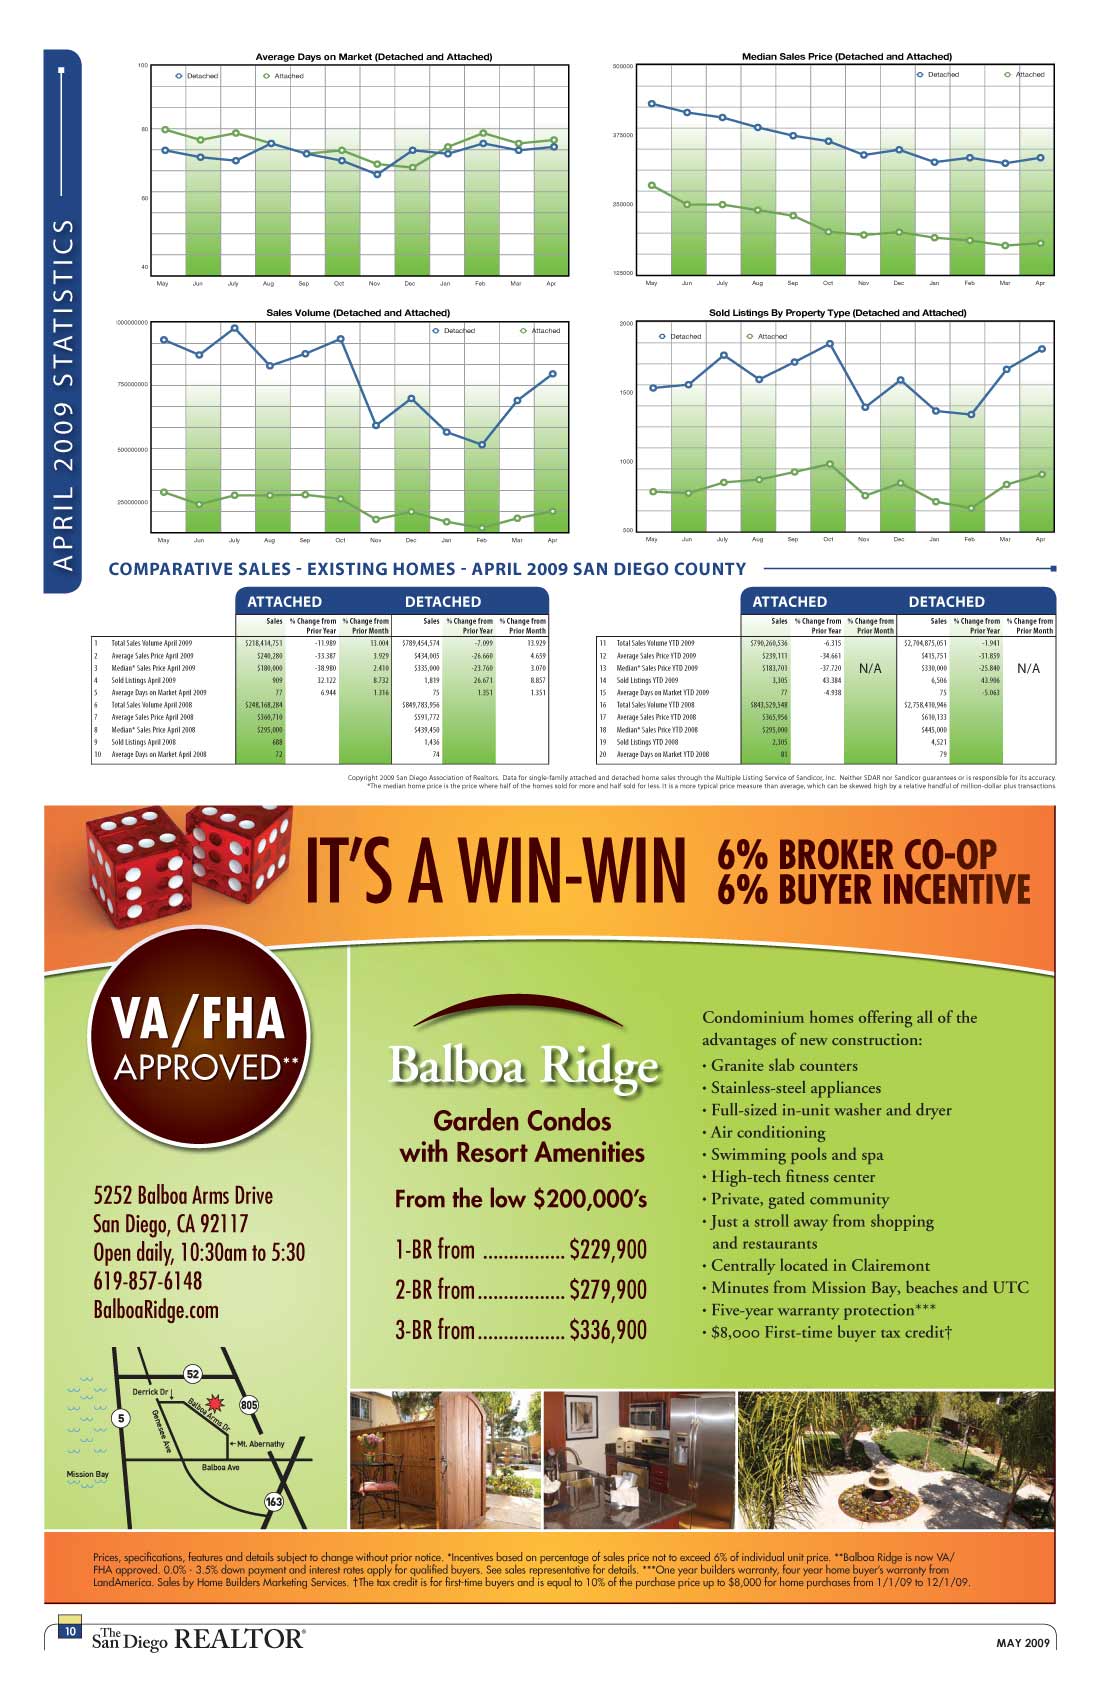 APRIL 2009 STATISTICS
Average Days on Market (Detached and Attached)
Detached Attached
100
80
60
40
May Jun July Aug Sep Oct Nov Dec Jan Feb Mar Apr
Median Sales Price (Detached and Attached)
Detached Attached
500000
375000
250000
125000
May Jun July Aug Sep Oct Nov Dec Jan Feb Mar Apr
Sales Volume (Detached and Attached)
Detached Attached
750000000
500000000
250000000
May Jun July Aug Sep Oct Nov Dec Jan Feb Mar Apr
Sold Listings By Property Type (Detached and Attached)
Detached Attached
2000
1500
1000
500
May Jun July Aug Sep Oct Nov Dec Jan Feb Mar Apr
COMPARATIVE SALES - EXISTING HOMES - APRIL 2009 SAN DIEGO COUNTY
ATTACHED DETACHED
Sales % Change from Prior Year % Change from Prior Month Sales % Change from Prior Year % Change from Prior Month
1 Total Sales Volume April 2009 $218,414,751 -11.989 13.004 $789,454,574 -7.099 13.929
2 Average Sales Price April 2009 $240,280 -33.387 3.929 $434,005 -26.660 4.659
3 Median* Sales Price April 2009 $180,000 -38.980 2.410 $335,000 -23.760 3.070
4 Sold Listings April 2009 909 32.122 8.732 1,819 26.671 8.857
5 Average Days on Market April 2009 77 6.944 1.316 75 1.351 1.351
6 Total Sales Volume April 2008 $248,168,284 $849,783,956
7 Average Sales Price April 2008 $360,710 $591,772
8 Median* Sales Price April 2008 $295,000 $439,450
9 Sold Listings April 2008 688 1,436
10 Average Days on Market April 2008 72 74
ATTACHED DETACHED
Sales % Change from Prior Year % Change from Prior Month Sales % Change from Prior Year % Change from Prior Month
11 Total Sales Volume YTD 2009 $790,260,536 -6.315 $2,704,875,051 -1.941
12 Average Sales Price YTD 2009 $239,111 -34.661 $415,751 -31.859
13 Median* Sales Price YTD 2009 $183,701 -37.720 N/A $330,000 -25.840 N/A
14 Sold Listings YTD 2009 3,305 43.384 6,506 43.906
15 Average Days on Market YTD 2009 77 -4.938 75 -5.063
16 Total Sales Volume YTD 2008 $843,529,548 $2,758,410,946
17 Average Sales Price YTD 2008 $365,956 $610,133
18 Median* Sales Price YTD 2008 $295,000 $445,000
19 Sold Listings YTD 2008 2,305 4,521
20 Average Days on Market YTD 2008 81 79
Copyright 2009 San Diego Association of Realtors. Data for single-family attached and detached home sales through the Multiple Listing Service of Sandicor, Inc. Neither SDAR nor Sandicor guarantees or is responsible for its accuracy.
*The median home price is the price where half of the homes sold for more and half sold for less. It is a more typical price measure than average, which can be skewed high by a relative handful of million-dollar plus transactions
IT'S A WIN-WIN
6% BROKER CO-OP
6% BUYER INCENTIVE
VA/FHA
APPROVED**
5252 Balboa Arms Drive
San Diego, CA 92117
Open daily, 10:30am to 5:30
619-857-6148
BalboaRidge.com
52
Derrick Dr
Balboa Arms Dr
805
5
Genesee Ave
Mt. Abernathy
Balboa Ave
Mission Bay
163
Balboa Ridge
Garden Condos
with Resort Amenities
From the low $200,000's
1-BR from ................ $229,900
2-BR from ................. $279,900
3-BR from ................. $336,900
Condominium homes offering all of the
advantages of new construction:
• Granite slab counters
• Stainless-steel appliances
• Full-sized in-unit washer and dryer
• Air conditioning
• Swimming pools and spa
• High-tech fitness center
• Private, gated community
• Just a stroll away from shopping
and restaurants
• Centrally located in Clairemont
• Minutes from Mission Bay, beaches and UTC
• Five-year warranty protection***
• $8,000 First-time buyer tax credit†
Prices, specifications, features and details subject to change without prior notice. *Incentives based on percentage of sales price not to exceed 6% of individual unit price. **Balboa Ridge is now VA/
FHA approved. 0.0% - 3.5% down payment and interest rates apply for qualified buyers. See sales representative for details. ***One year builders warranty, four year home buyer's warranty from
LandAmerica. Sales by Home Builders Marketing Services. †The tax credit is for first-time buyers and is equal to 10% of the purchase price up to $8,000 for home purchases from 1/1/09 to 12/1/09.
10 The San Diego REALTOR®
MAY 2009